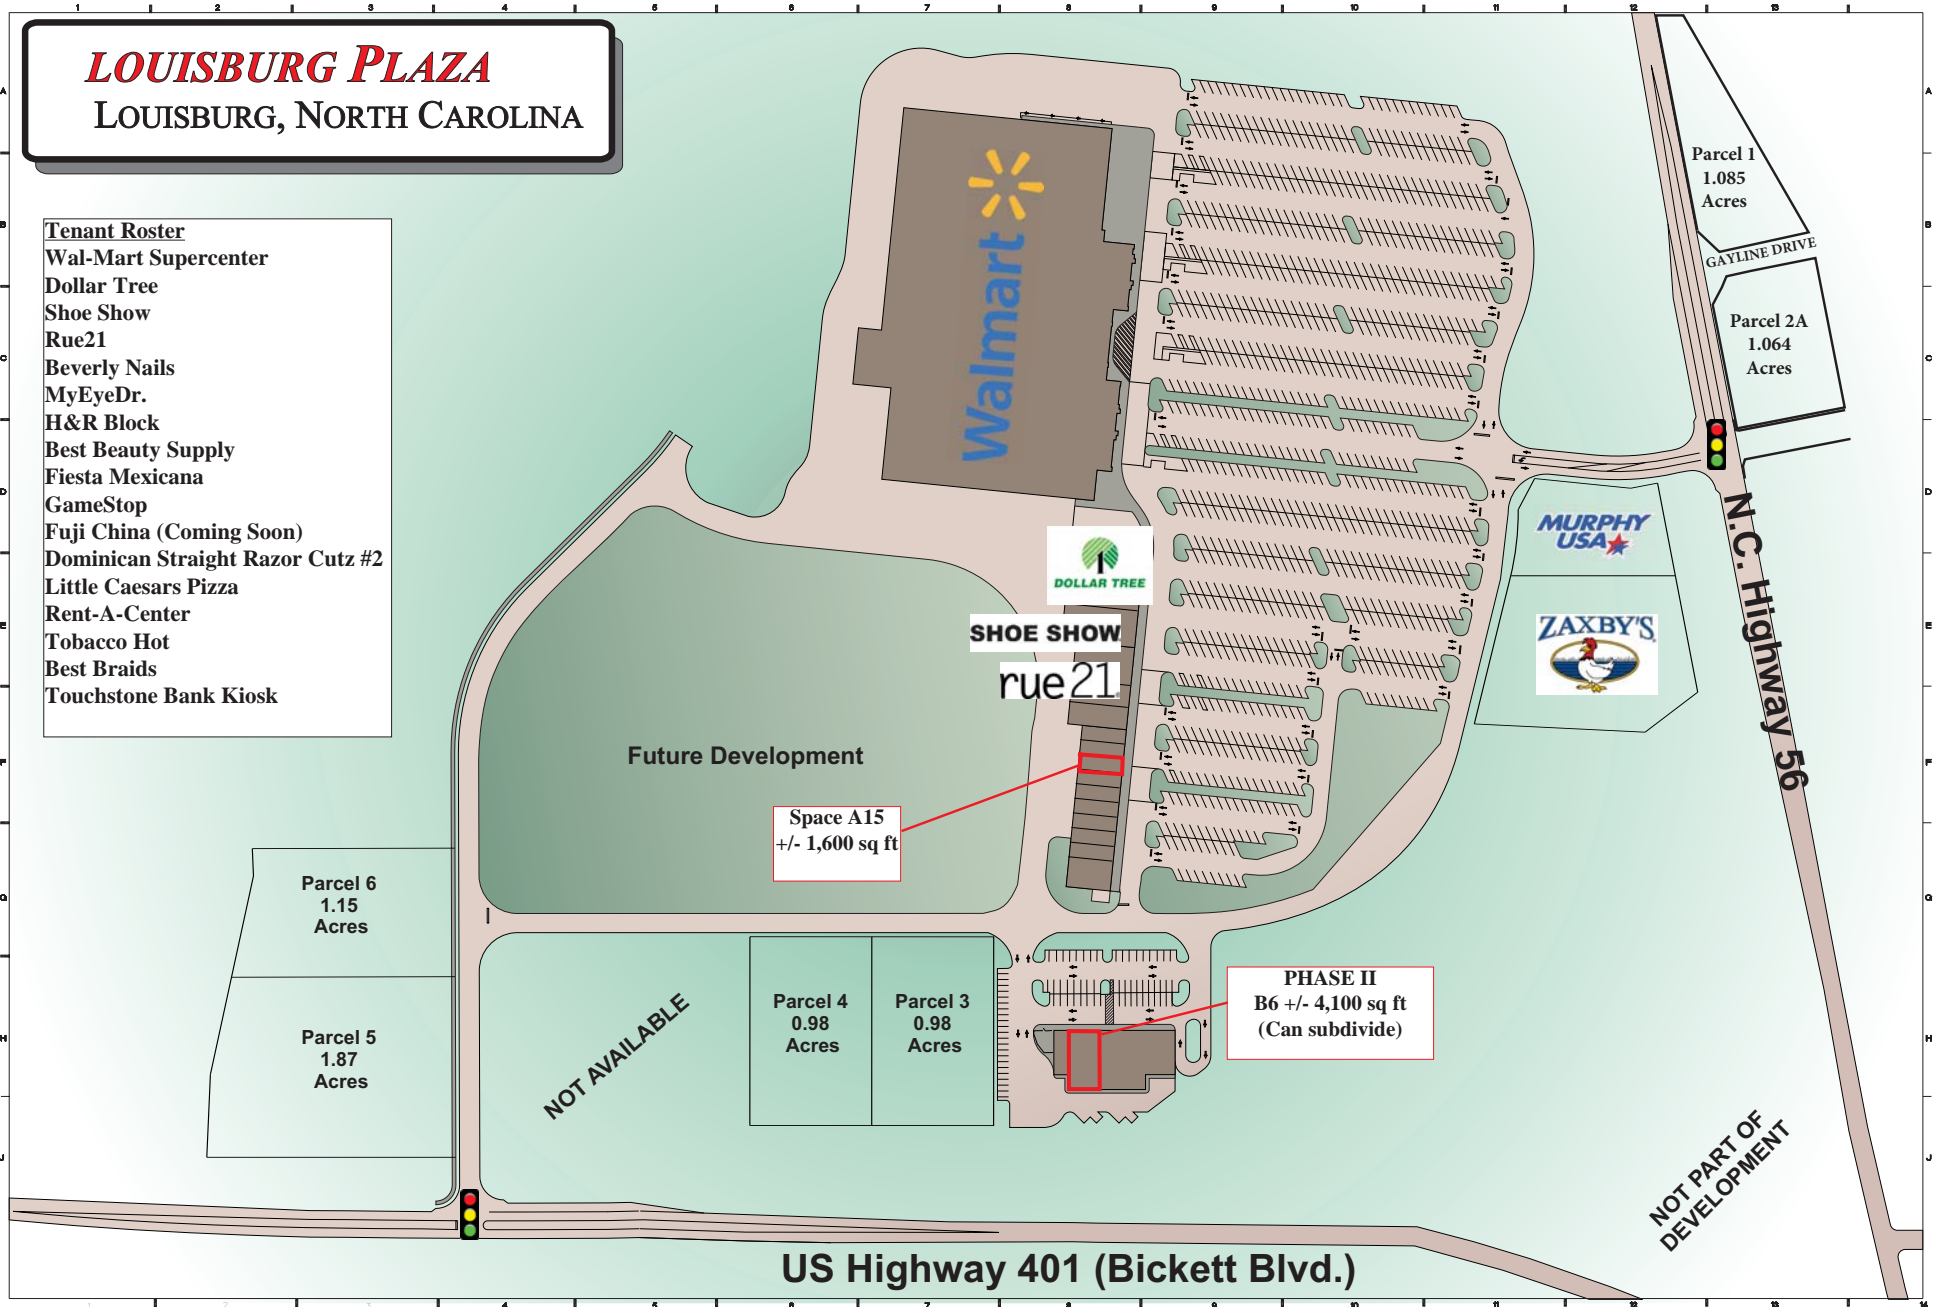 LOUISBURG PLAZA
LOUISBURG, NORTH CAROLINA
Tenant Roster
Wal-Mart Supercenter
Dollar Tree
Shoe Show
Rue21
Beverly Nails
MyEyeDr.
H&R Block
Best Beauty Supply
Fiesta Mexicana
GameStop
Fuji China (Coming Soon)
Dominican Straight Razor Cutz #2
Little Caesars Pizza
Rent-A-Center
Tobacco Hot
Best Braids
Touchstone Bank Kiosk
Walmart
DOLLAR TREE
SHOE SHOW
rue21
Future Development
Space A15
+/- 1,600 sq ft
Parcel 1
1.085
Acres
GAYLINE DRIVE
Parcel 2A
1.064
Acres
MURPHY
USA
ZAXBY'S
N.C. Highway 56
Parcel 6
1.15
Acres
Parcel 5
1.87
Acres
NOT AVAILABLE
Parcel 4
0.98
Acres
Parcel 3
0.98
Acres
PHASE II
B6 +/- 4,100 sq ft
(Can subdivide)
NOT PART OF
DEVELOPMENT
US Highway 401 (Bickett Blvd.)